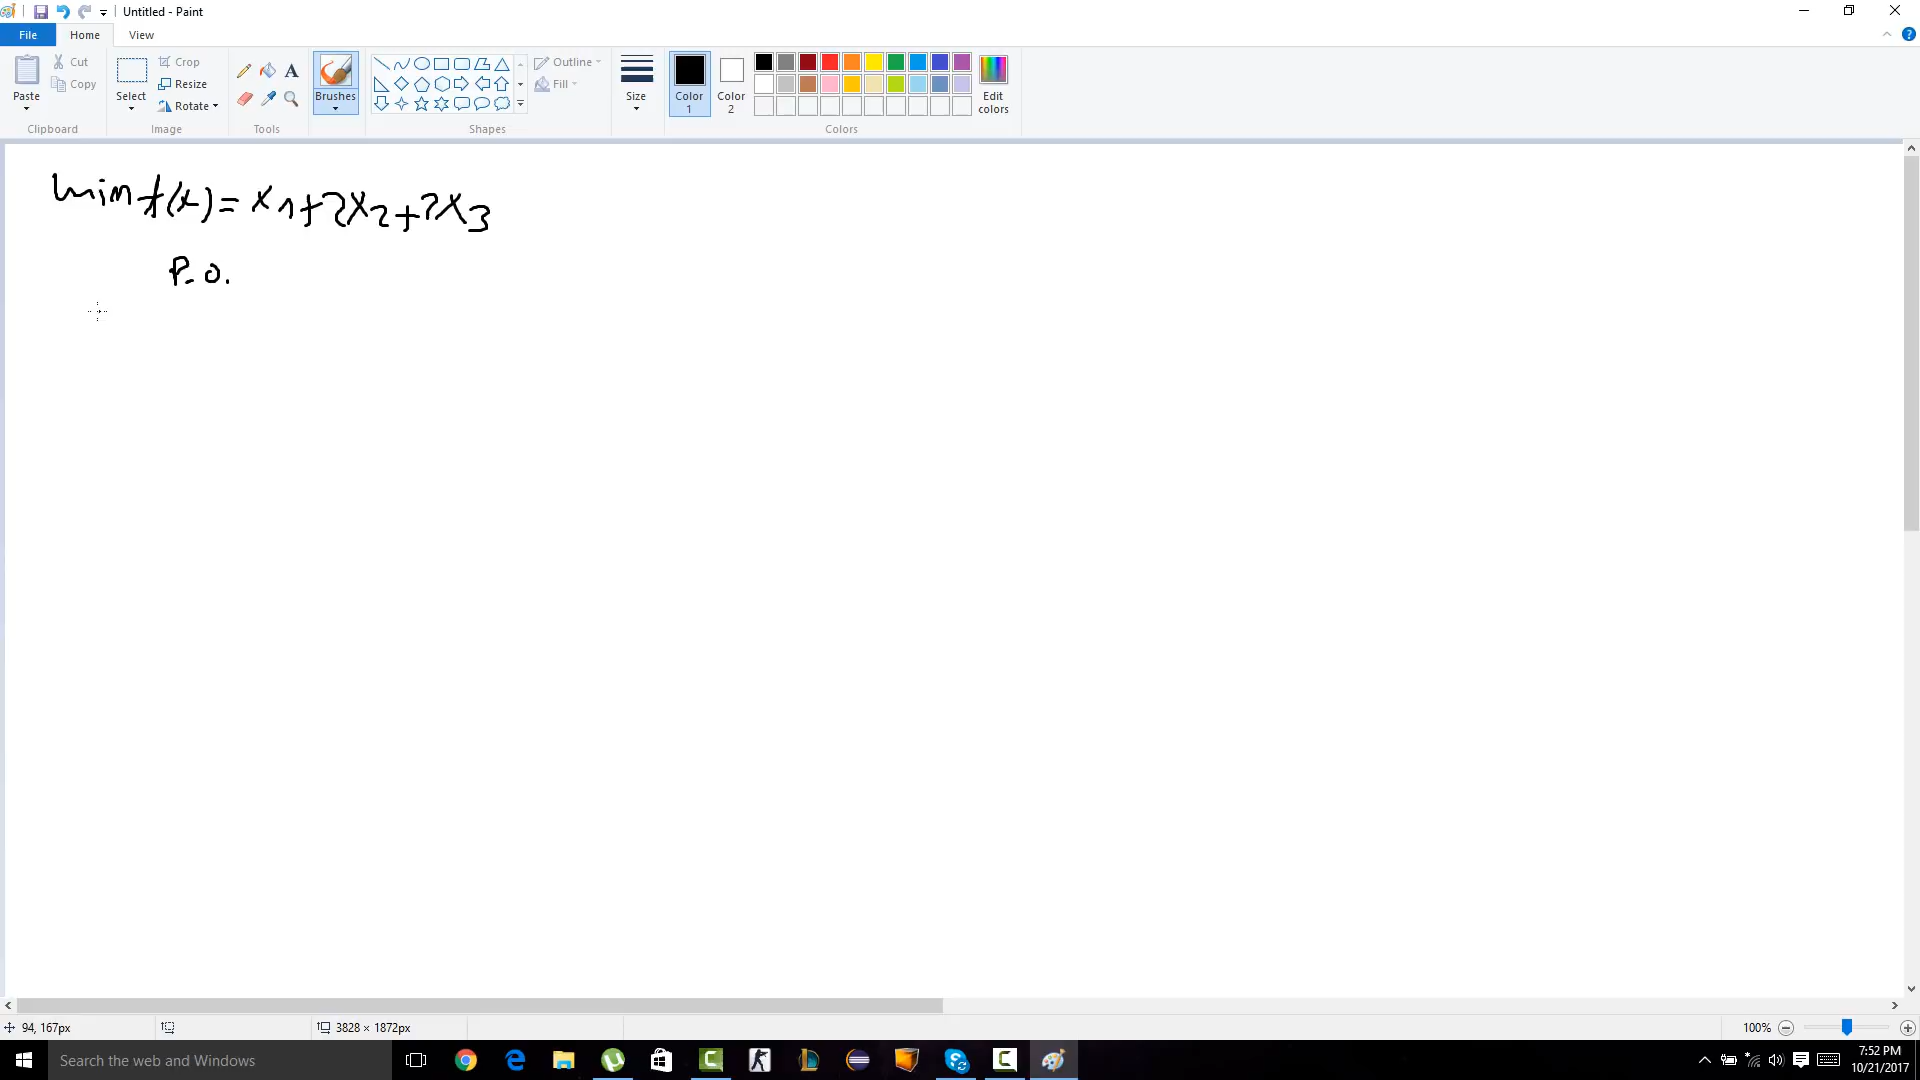 Untitled - Paint
File Home View
Paste Cut Copy Clipboard
Select Crop Resize Rotate Image
Tools
Brushes
Shapes
Outline Fill
Size
Color 1 Color 2
Edit colors
Colors
min f(x) = x1+2x2+2x3
P.O.
94, 167px
3828 × 1872px
100%
Search the web and Windows
7:52 PM
10/21/2017